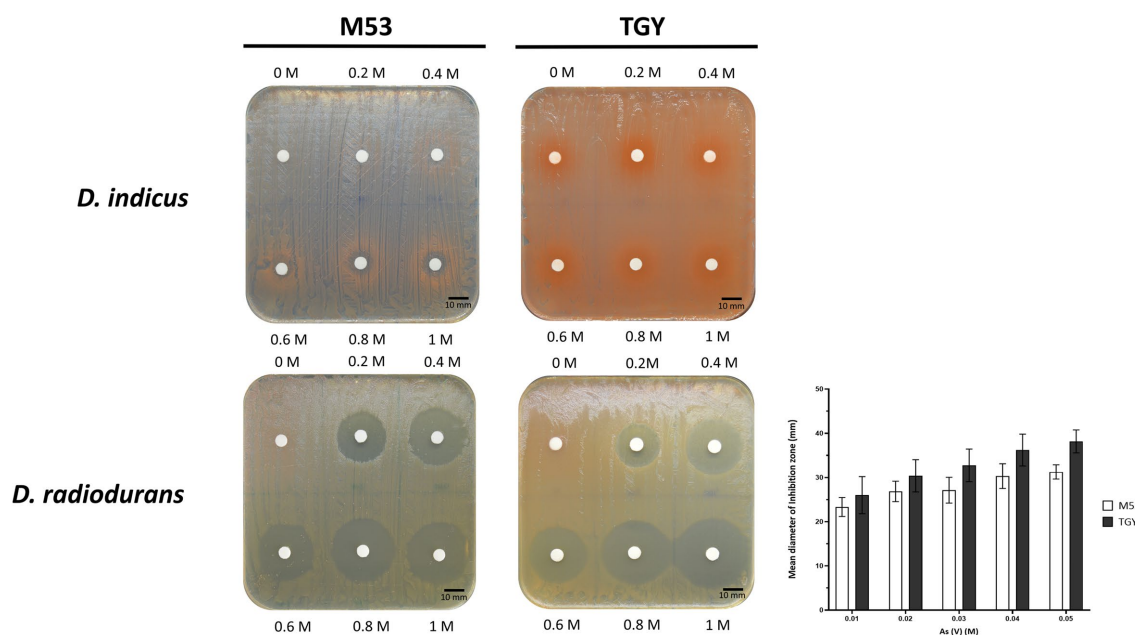 M53
TGY
0 M
0.2 M
0.4 M
0 M
0.2 M
0.4 M
D. indicus
10 mm
10 mm
0.6 M
0.8 M
1 M
0.6 M
0.8 M
1 M
0 M
0.2 M
0.4 M
0 M
0.2M
0.4 M
D. radiodurans
10 mm
10 mm
0.6 M
0.8 M
1 M
0.6 M
0.8 M
1 M
Mean diameter of Inhibition zone (mm)
50
40
30
20
10
0
0.01
0.02
0.03
0.04
0.05
As (V) (M)
M5
TGY